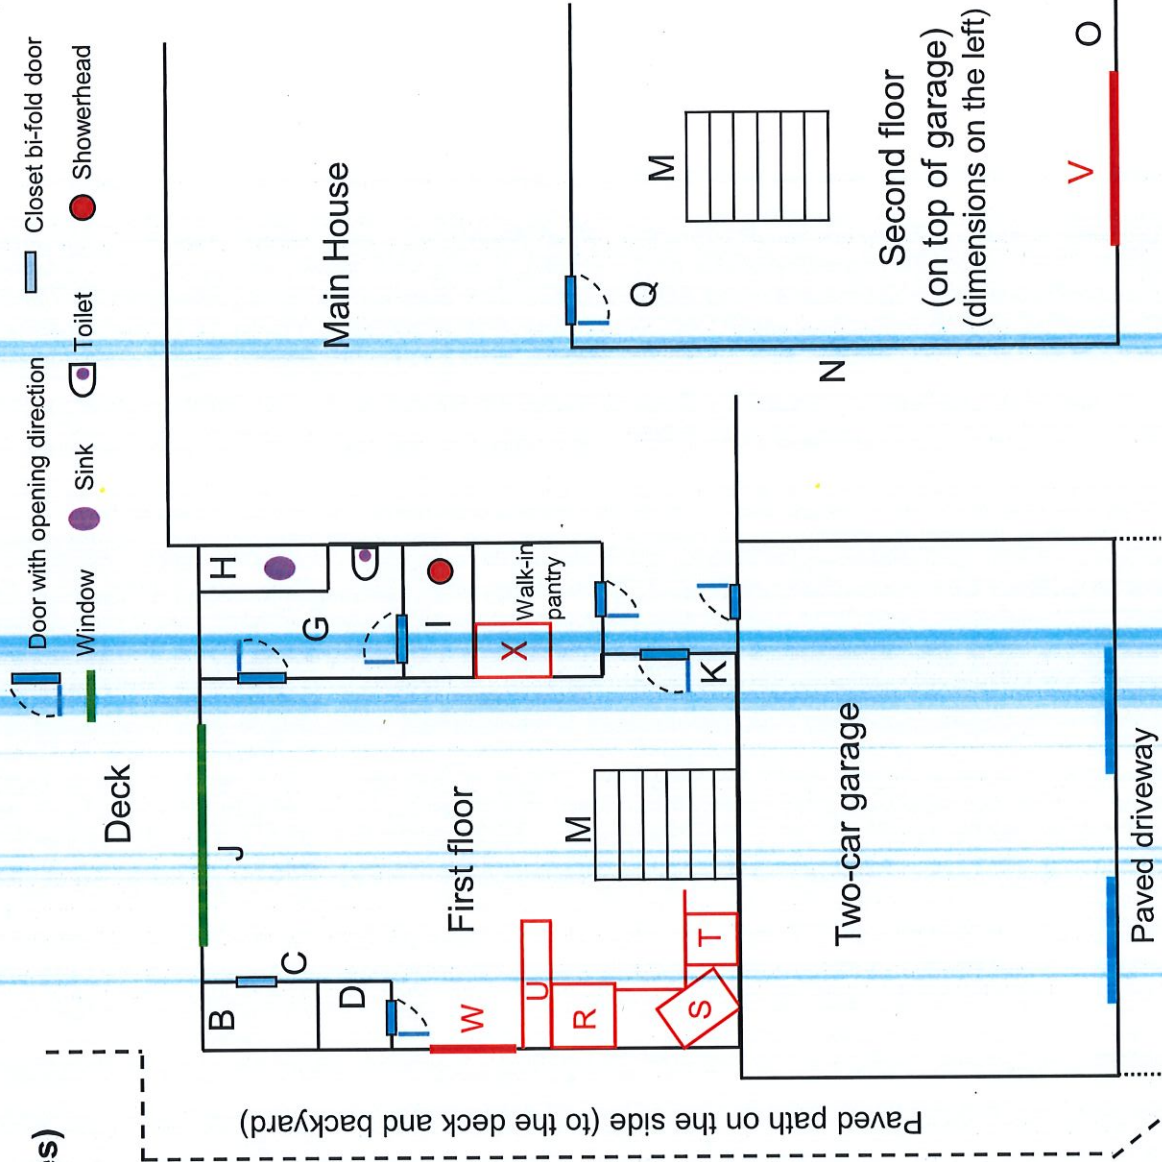 Door with opening direction
Closet bi-fold door
Window
Sink
Toilet
Showerhead
Deck
Main House
B
C
D
J
H
G
I
Walk-in
pantry
X
K
First floor
M
W
U
R
S
T
Two-car garage
Paved driveway
Paved path on the side (to the deck and backyard)
M
Q
N
Second floor
(on top of garage)
(dimensions on the left)
V
O
es)